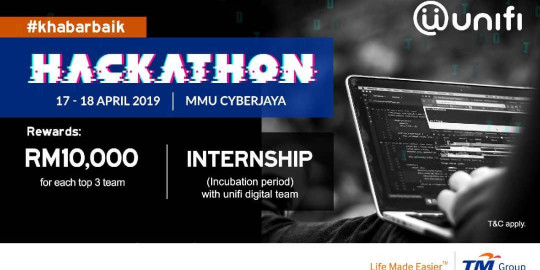 #khabarbaik
unifi
HACKATHON
17 - 18 APRIL 2019 | MMU CYBERJAYA
Rewards:
RM10,000
for each top 3 team
INTERNSHIP
(Incubation period)
with unifi digital team
T&C apply.
Life Made Easier™
TM Group